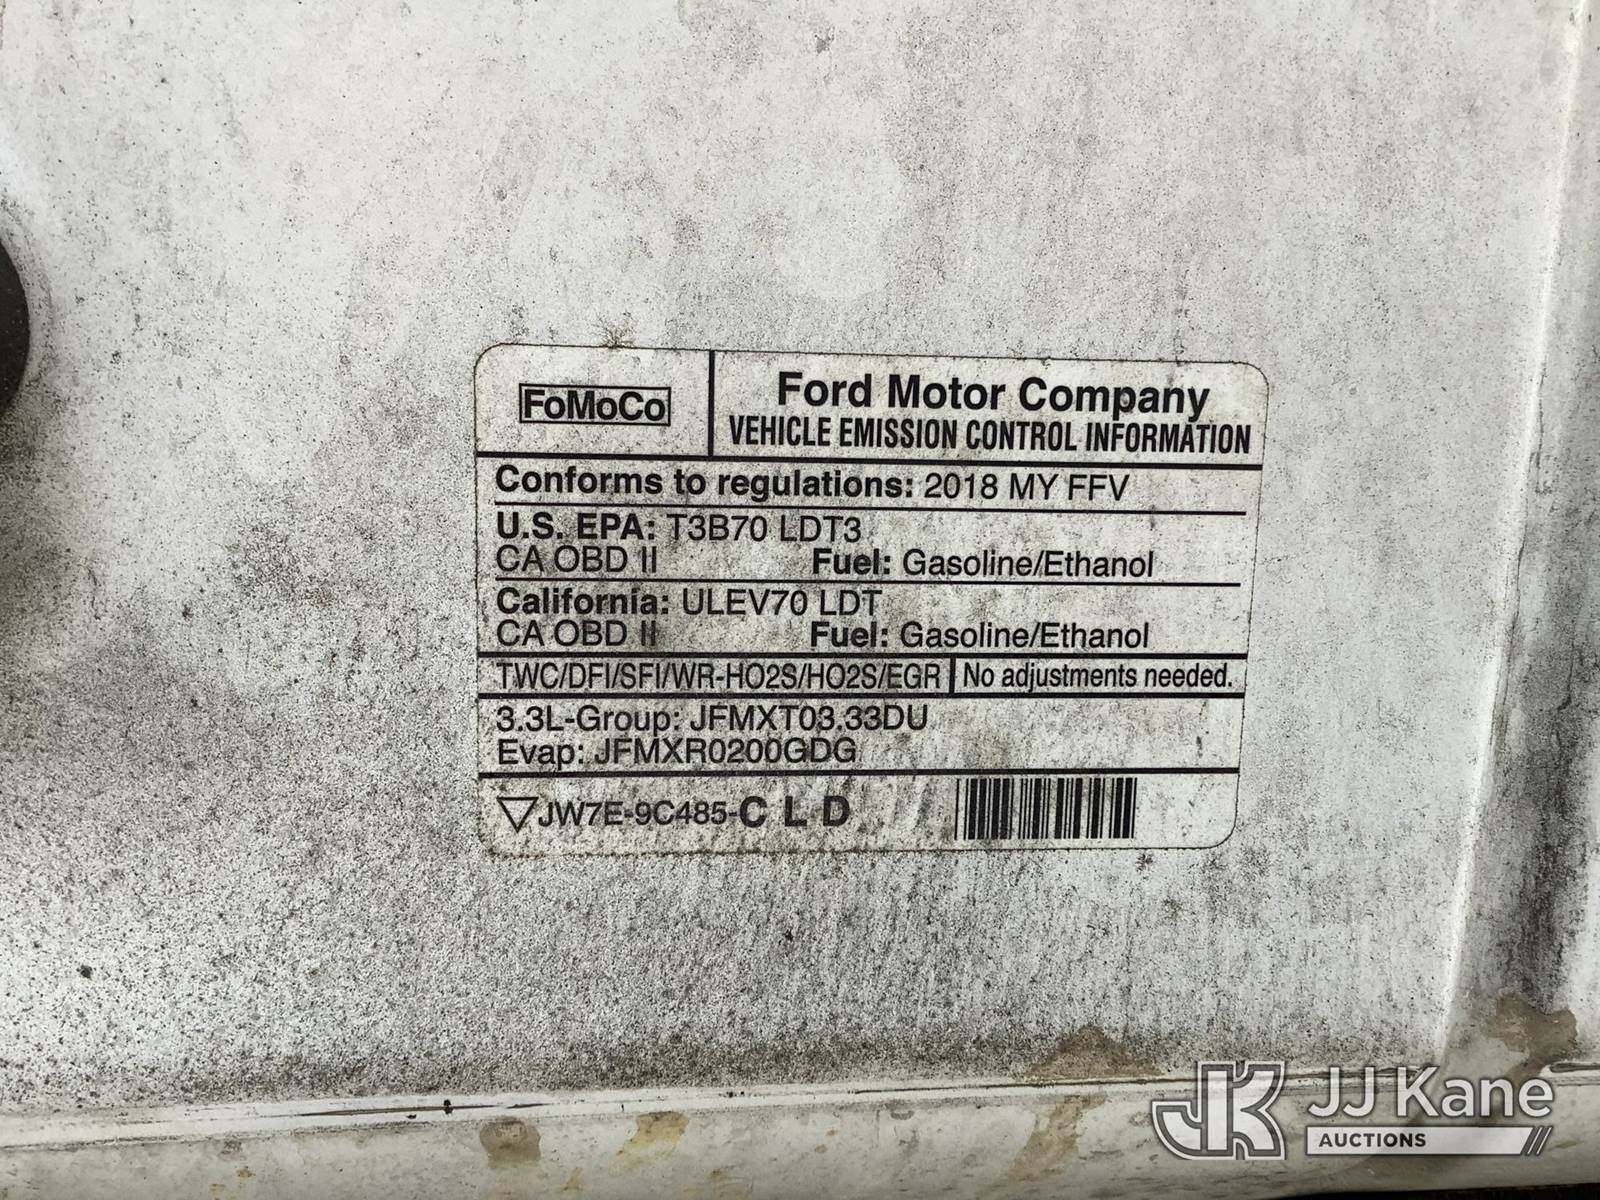 FoMoCo
Ford Motor Company
VEHICLE EMISSION CONTROL INFORMATION
Conforms to regulations: 2018 MY FFV
U.S. EPA: T3B70 LDT3
CA OBD II Fuel: Gasoline/Ethanol
California: ULEV70 LDT
CA OBD II Fuel: Gasoline/Ethanol
TWC/DFI/SFI/WR-HO2S/HO2S/EGR No adjustments needed.
3.3L-Group: JFMXT03.33DU
Evap: JFMXR0200GDG
JW7E-9C485-C L D
JK JJ Kane
AUCTIONS